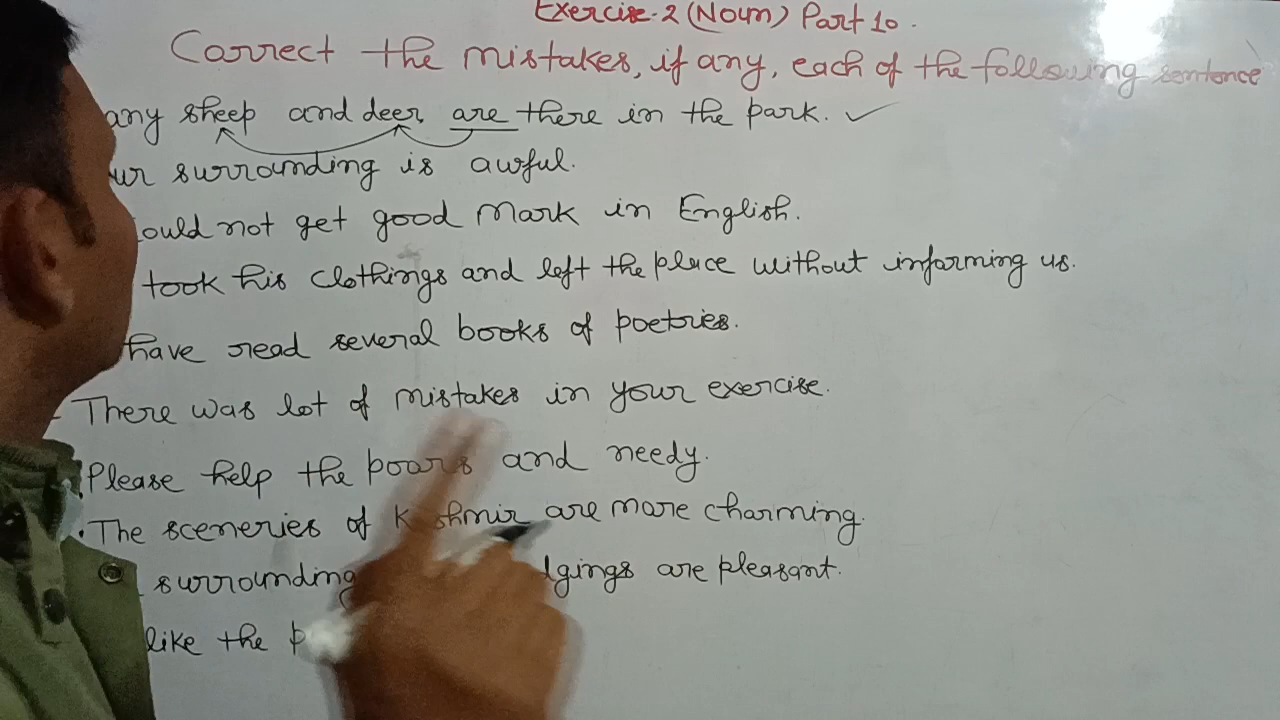 Exercise-2 (Noun) Part 10.
Correct the mistakes, if any, each of the following sentence
any sheep and deer are there in the park. ✓
ur surrounding is awful.
ould not get good mark in English.
took his clothings and left the place without informing us.
have read several books of poetries.
There was lot of mistakes in your exercise.
Please help the poors and needy.
The sceneries of Kashmir are more charming.
surrounding dgings are pleasant.
like the